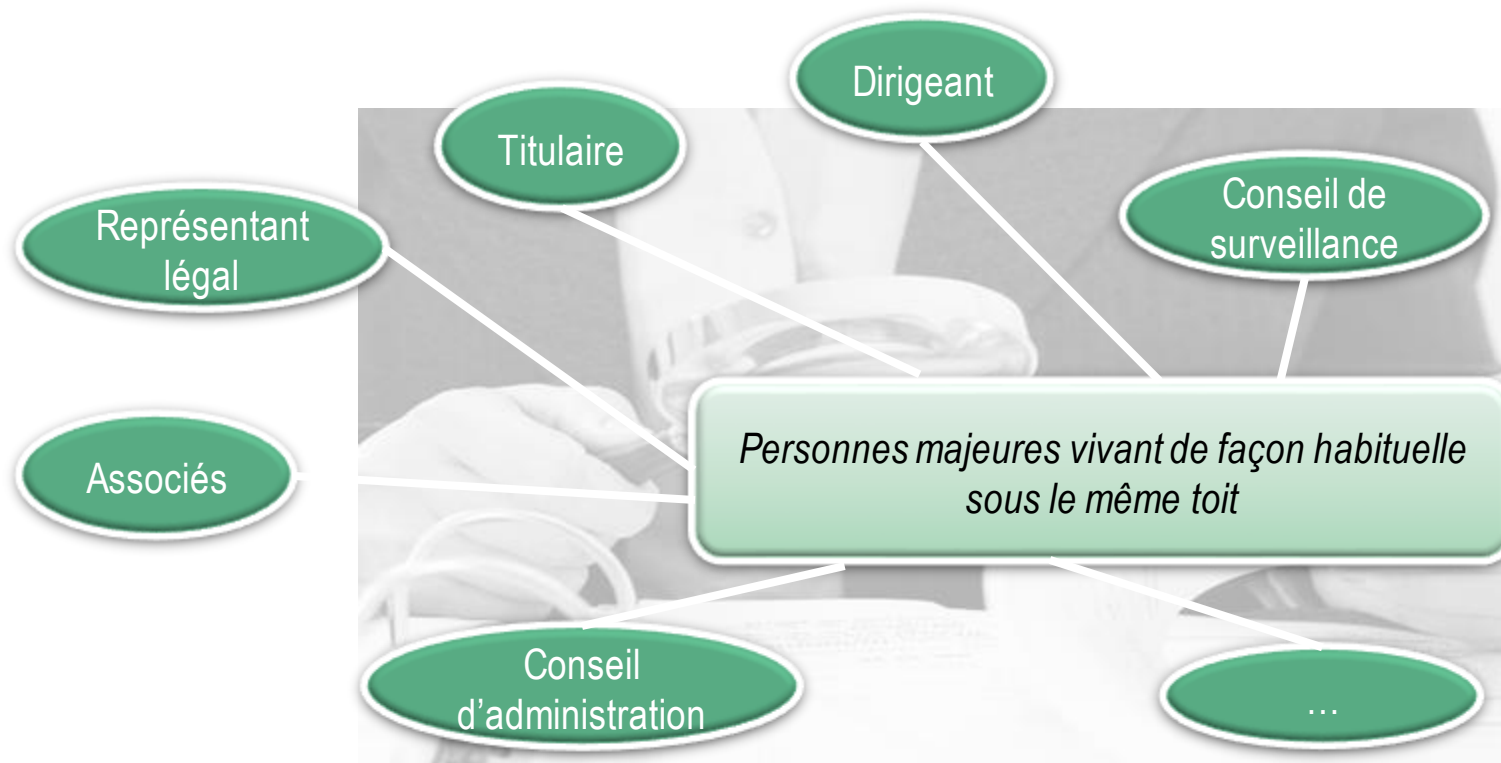 Dirigeant
Titulaire
Conseil de
surveillance
Représentant
légal
Personnes majeures vivant de façon habituelle
sous le même toit
Associés
Conseil
d'administration
…